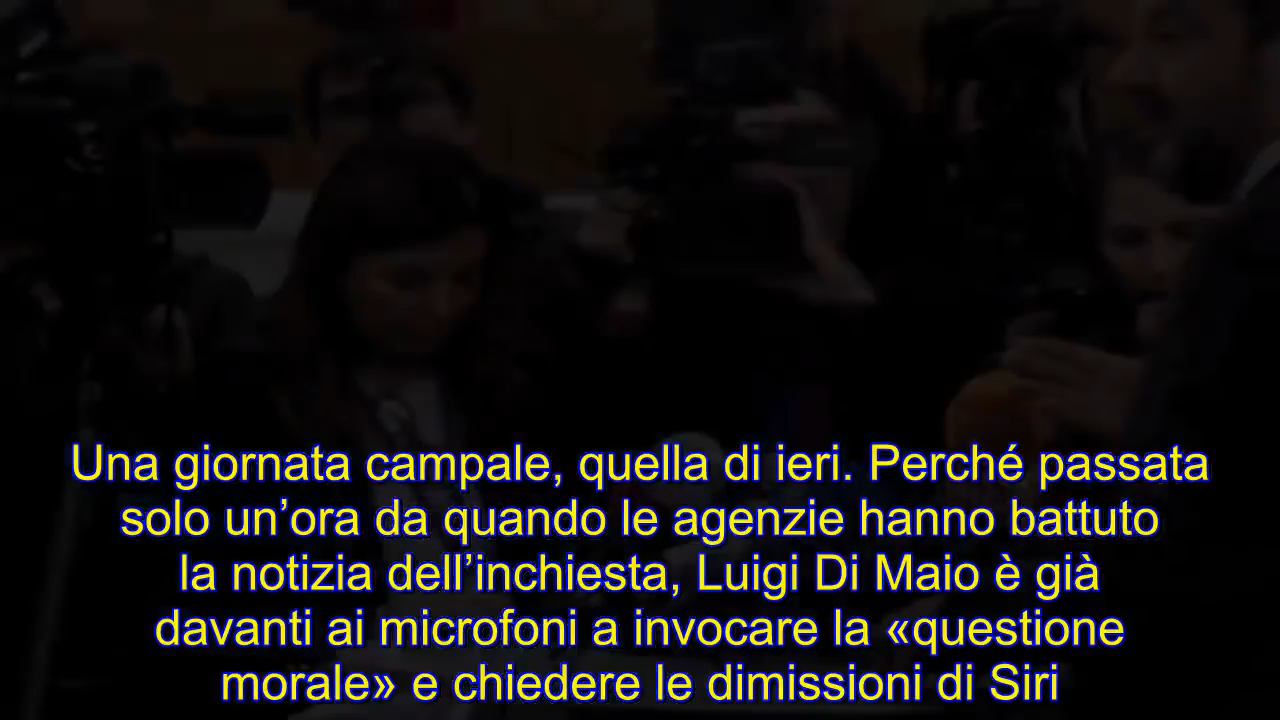 Una giornata campale, quella di ieri. Perché passata
solo un’ora da quando le agenzie hanno battuto
la notizia dell’inchiesta, Luigi Di Maio è già
davanti ai microfoni a invocare la «questione
morale» e chiedere le dimissioni di Siri